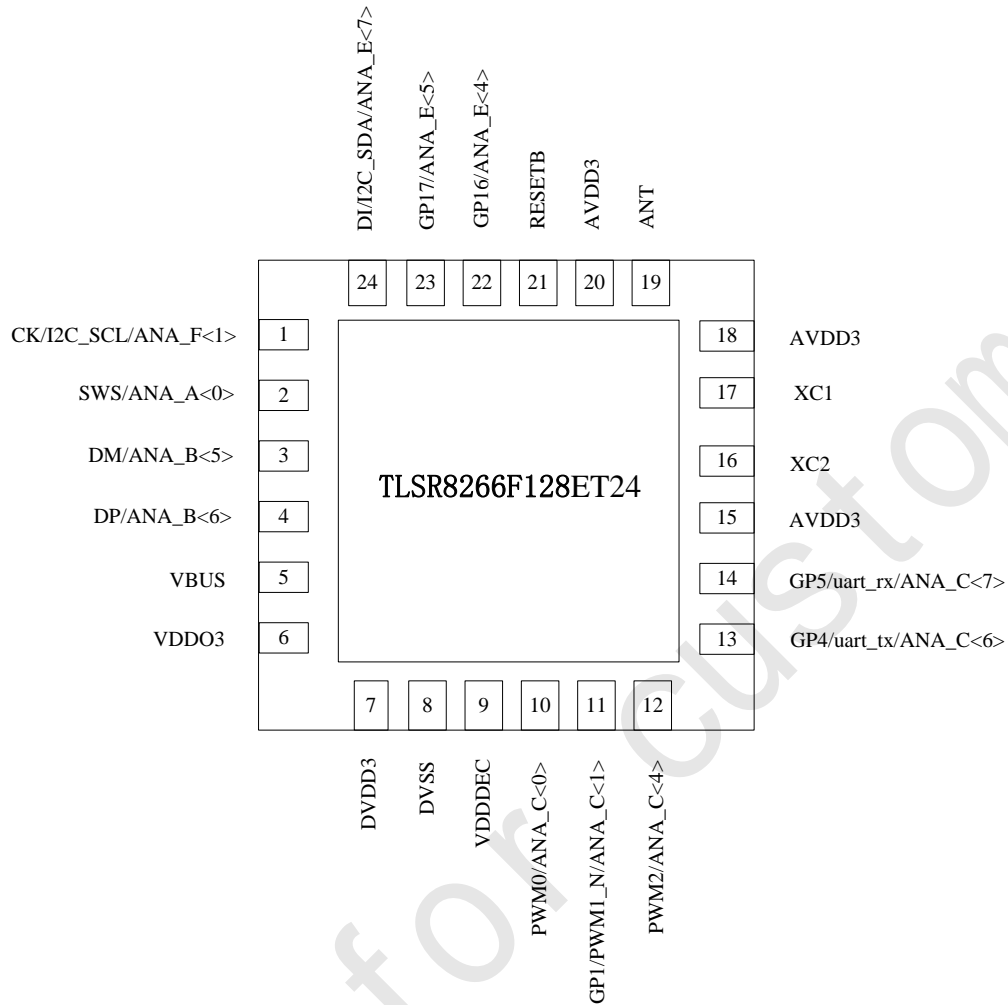 DI/I2C_SDA/ANA_E<7>
GP17/ANA_E<5>
GP16/ANA_E<4>
RESETB
AVDD3
ANT
24
23
22
21
20
19
CK/I2C_SCL/ANA_F<1>
1
SWS/ANA_A<0>
2
DM/ANA_B<5>
3
DP/ANA_B<6>
4
VBUS
5
VDDO3
6
TLSR8266F128ET24
18
AVDD3
17
XC1
16
XC2
15
AVDD3
14
GP5/uart_rx/ANA_C<7>
13
GP4/uart_tx/ANA_C<6>
7
8
9
10
11
12
DVDD3
DVSS
VDDDEC
PWM0/ANA_C<0>
GP1/PWM1_N/ANA_C<1>
PWM2/ANA_C<4>
for custom